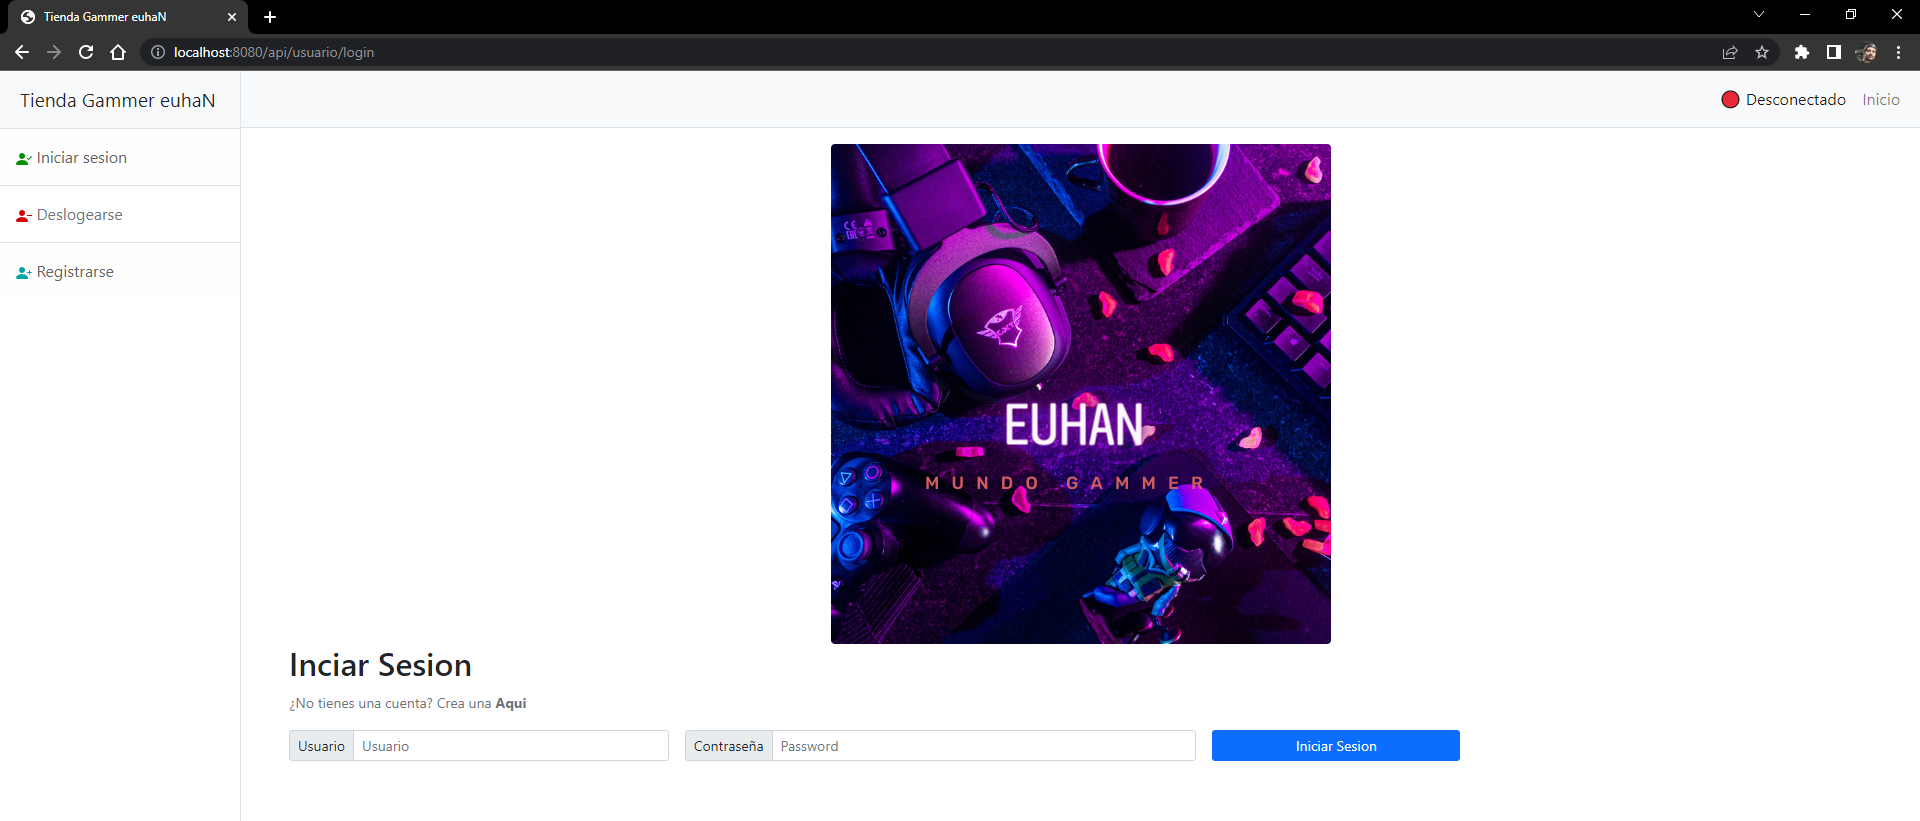 Tienda Gammer euhaN
localhost:8080/api/usuario/login
Tienda Gammer euhaN
Desconectado Inicio
Iniciar sesion
Deslogearse
Registrarse
EUHAN
MUNDO GAMMER
Inciar Sesion
¿No tienes una cuenta? Crea una Aqui
Usuario Usuario Contraseña Password Iniciar Sesion